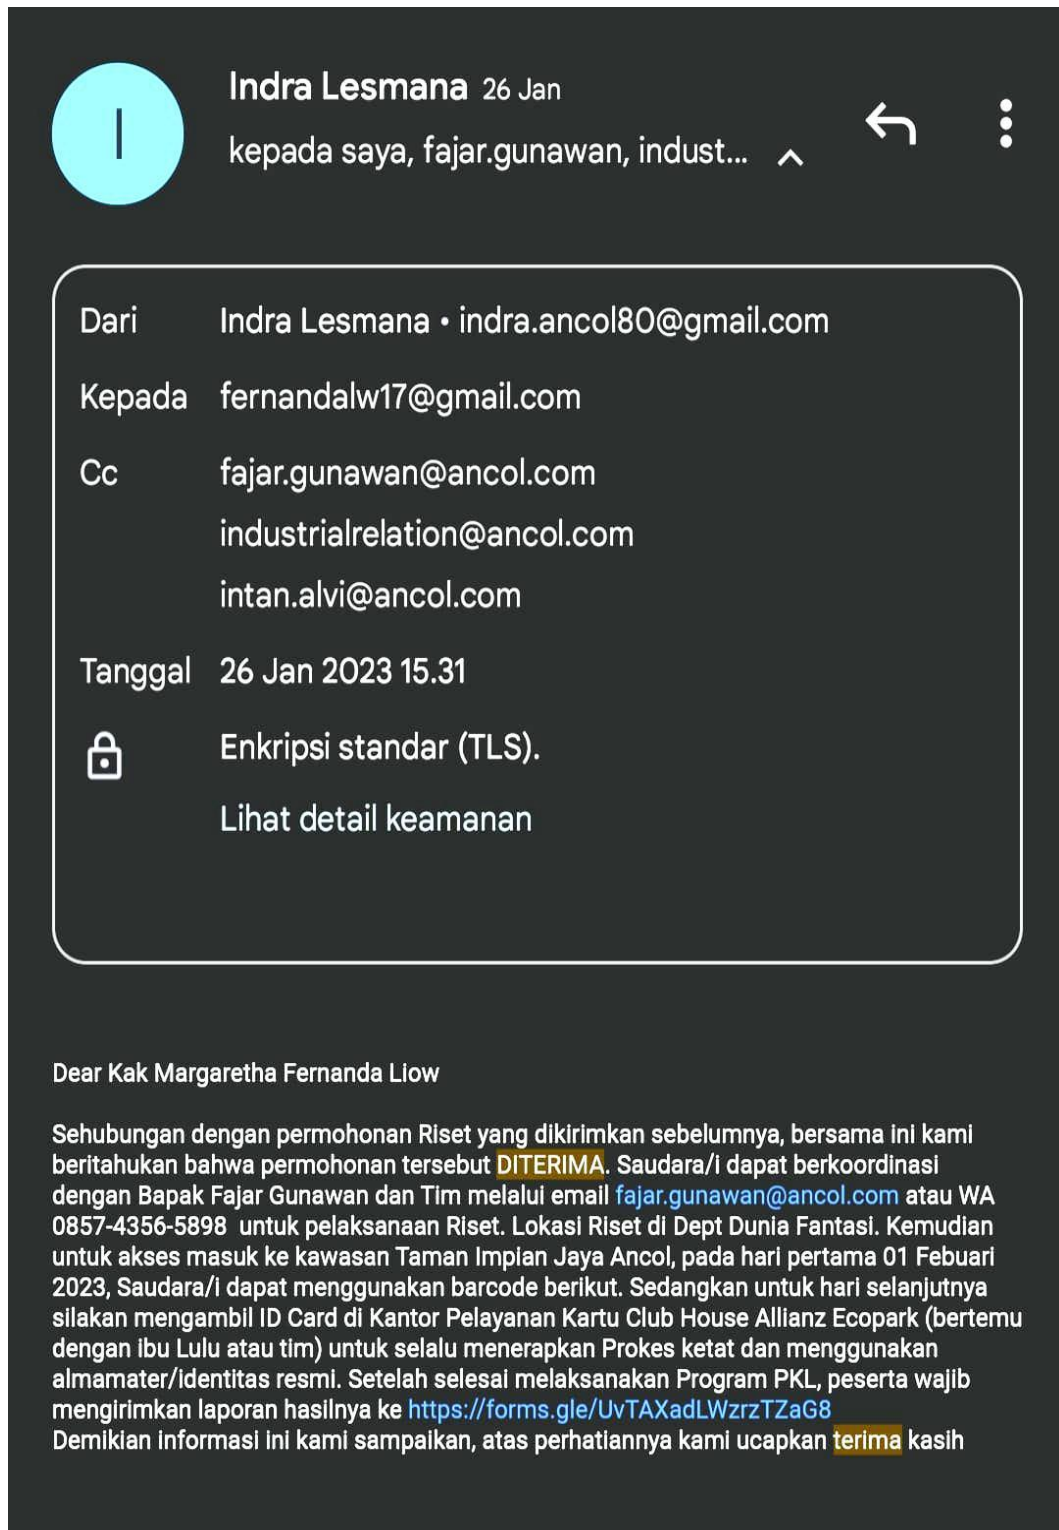 I
Indra Lesmana 26 Jan
kepada saya, fajar.gunawan, indust...
Dari Indra Lesmana • indra.ancol80@gmail.com
Kepada fernandalw17@gmail.com
Cc fajar.gunawan@ancol.com
industrialrelation@ancol.com
intan.alvi@ancol.com
Tanggal 26 Jan 2023 15.31
Enkripsi standar (TLS).
Lihat detail keamanan
Dear Kak Margaretha Fernanda Liow
Sehubungan dengan permohonan Riset yang dikirimkan sebelumnya, bersama ini kami
beritahukan bahwa permohonan tersebut DITERIMA. Saudara/i dapat berkoordinasi
dengan Bapak Fajar Gunawan dan Tim melalui email fajar.gunawan@ancol.com atau WA
0857-4356-5898 untuk pelaksanaan Riset. Lokasi Riset di Dept Dunia Fantasi. Kemudian
untuk akses masuk ke kawasan Taman Impian Jaya Ancol, pada hari pertama 01 Febuari
2023, Saudara/i dapat menggunakan barcode berikut. Sedangkan untuk hari selanjutnya
silakan mengambil ID Card di Kantor Pelayanan Kartu Club House Allianz Ecopark (bertemu
dengan ibu Lulu atau tim) untuk selalu menerapkan Prokes ketat dan menggunakan
almamater/identitas resmi. Setelah selesai melaksanakan Program PKL, peserta wajib
mengirimkan laporan hasilnya ke https://forms.gle/UvTAXadLWzrzTZaG8
Demikian informasi ini kami sampaikan, atas perhatiannya kami ucapkan terima kasih